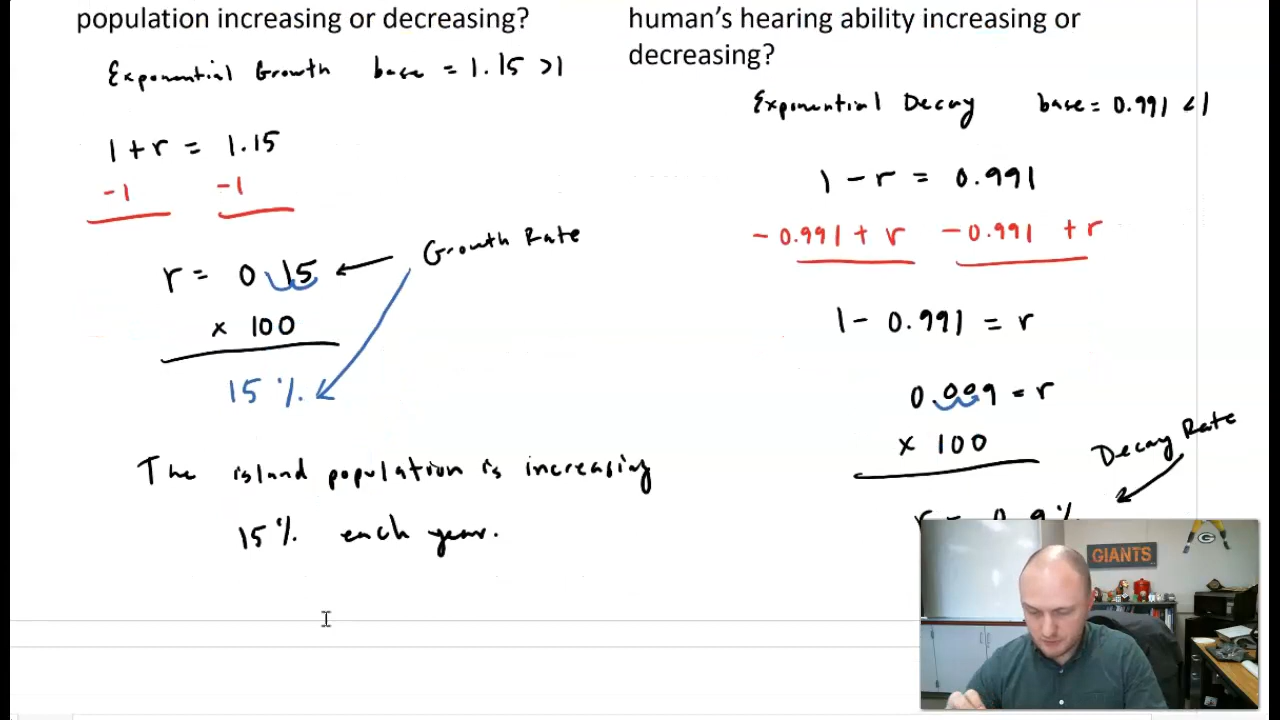 population increasing or decreasing?
Exponential Growth base = 1.15 >1
1 + r = 1.15
-1 -1
r = 0.15
Growth Rate
x 100
15 %
The island population is increasing
15 % each year.
human's hearing ability increasing or
decreasing?
Exponential Decay base = 0.991 < 1
1 - r = 0.991
- 0.991 + r - 0.991 + r
1 - 0.991 = r
0.009 = r
x 100
Decay Rate
r = 0.9 %
GIANTS
G